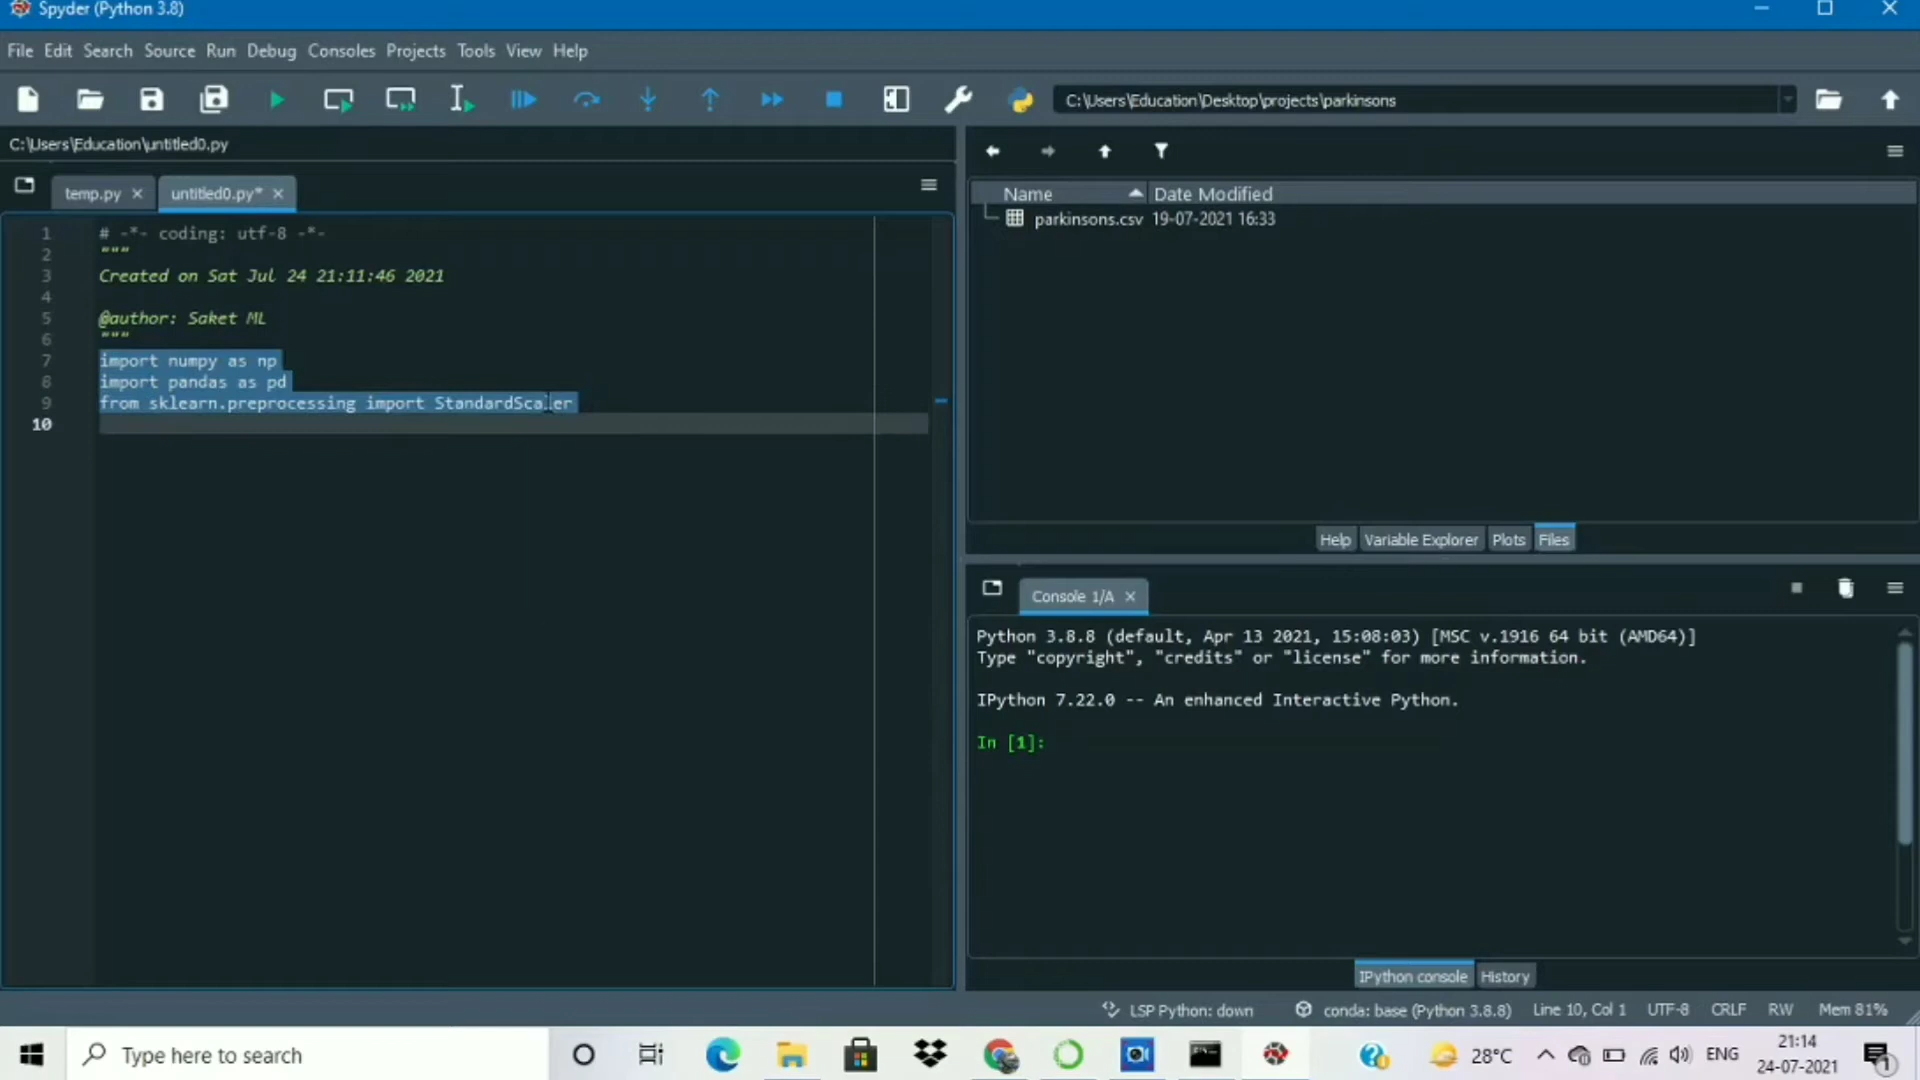 Spyder (Python 3.8)
File Edit Search Source Run Debug Consoles Projects Tools View Help
C:\Users\Education\Desktop\projects\parkinsons
C:\Users\Education\untitled0.py
temp.py
untitled0.py*
1 # -*- coding: utf-8 -*-
2 """
3 Created on Sat Jul 24 21:11:46 2021
4
5 @author: Saket ML
6 """
7 import numpy as np
8 import pandas as pd
9 from sklearn.preprocessing import StandardScaler
10
Name Date Modified
parkinsons.csv 19-07-2021 16:33
Help Variable Explorer Plots Files
Console 1/A
Python 3.8.8 (default, Apr 13 2021, 15:08:03) [MSC v.1916 64 bit (AMD64)]
Type "copyright", "credits" or "license" for more information.
IPython 7.22.0 -- An enhanced Interactive Python.
In [1]:
IPython console History
LSP Python: down conda: base (Python 3.8.8) Line 10, Col 1 UTF-8 CRLF RW Mem 81%
Type here to search
28°C
ENG
21:14
24-07-2021
1